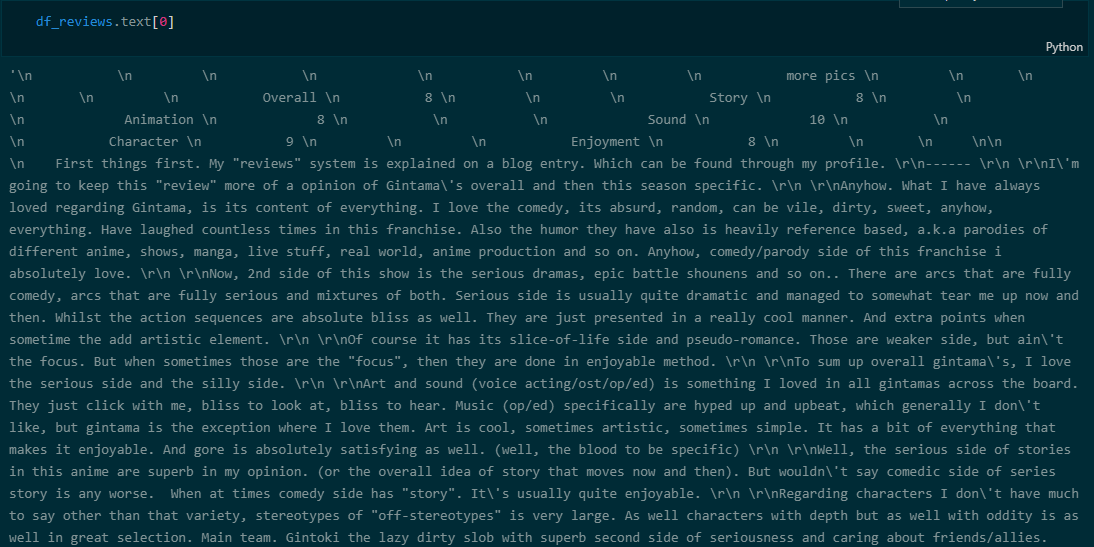 df_reviews.text[0]
Python
'\n \n \n \n \n \n \n \n more pics \n \n \n
\n \n \n Overall \n 8 \n \n \n Story \n 8 \n \n
\n Animation \n 8 \n \n \n Sound \n 10 \n \n
\n Character \n 9 \n \n \n Enjoyment \n 8 \n \n \n \n\n
\n First things first. My "reviews" system is explained on a blog entry. Which can be found through my profile. \r\n------ \r\n \r\nI\'m
going to keep this "review" more of a opinion of Gintama\'s overall and then this season specific. \r\n \r\nAnyhow. What I have always
loved regarding Gintama, is its content of everything. I love the comedy, its absurd, random, can be vile, dirty, sweet, anyhow,
everything. Have laughed countless times in this franchise. Also the humor they have also is heavily reference based, a.k.a parodies of
different anime, shows, manga, live stuff, real world, anime production and so on. Anyhow, comedy/parody side of this franchise i
absolutely love. \r\n \r\nNow, 2nd side of this show is the serious dramas, epic battle shounens and so on.. There are arcs that are fully
comedy, arcs that are fully serious and mixtures of both. Serious side is usually quite dramatic and managed to somewhat tear me up now and
then. Whilst the action sequences are absolute bliss as well. They are just presented in a really cool manner. And extra points when
sometime the add artistic element. \r\n \r\nOf course it has its slice-of-life side and pseudo-romance. Those are weaker side, but ain\'t
the focus. But when sometimes those are the "focus", then they are done in enjoyable method. \r\n \r\nTo sum up overall gintama\'s, I love
the serious side and the silly side. \r\n \r\nArt and sound (voice acting/ost/op/ed) is something I loved in all gintamas across the board.
They just click with me, bliss to look at, bliss to hear. Music (op/ed) specifically are hyped up and upbeat, which generally I don\'t
like, but gintama is the exception where I love them. Art is cool, sometimes artistic, sometimes simple. It has a bit of everything that
makes it enjoyable. And gore is absolutely satisfying as well. (well, the blood to be specific) \r\n \r\nWell, the serious side of stories
in this anime are superb in my opinion. (or the overall idea of story that moves now and then). But wouldn\'t say comedic side of series
story is any worse.  When at times comedy side has "story". It\'s usually quite enjoyable. \r\n \r\nRegarding characters I don\'t have much
to say other than that variety, stereotypes of "off-stereotypes" is very large. As well characters with depth but as well with oddity is as
well in great selection. Main team. Gintoki the lazy dirty slob with superb second side of seriousness and caring about friends/allies.